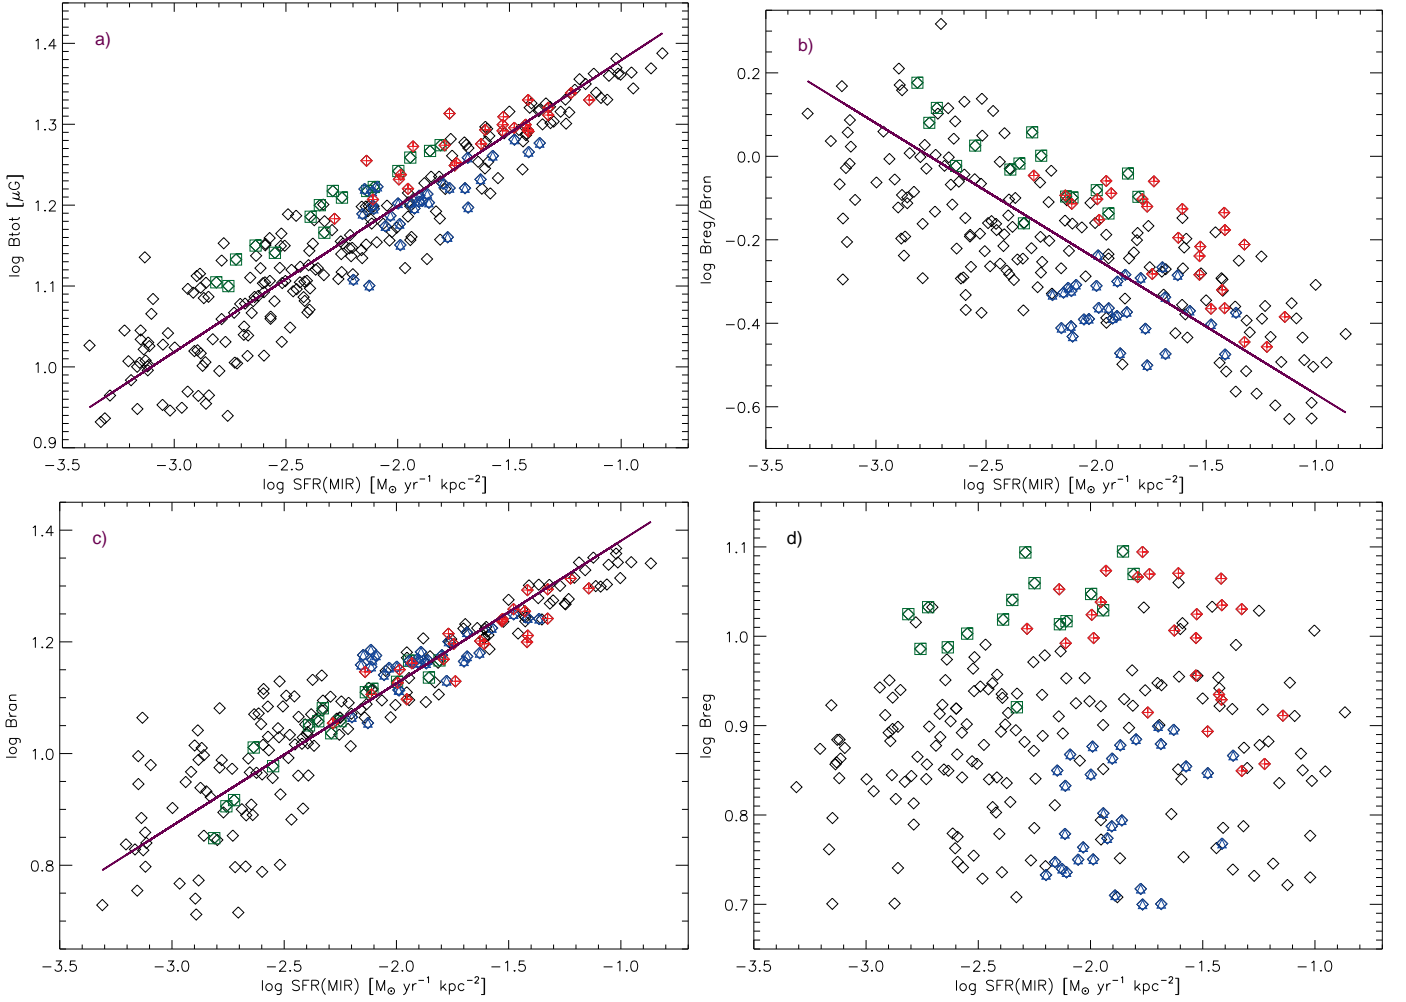 a)
log Btot [μG]
1.4
1.3
1.2
1.1
1.0
0.9
−3.5 −3.0 −2.5 −2.0 −1.5 −1.0
log SFR(MIR) [M⊙ yr⁻¹ kpc⁻²]
b)
log Breg/Bran
0.2
0.0
−0.2
−0.4
−0.6
−3.5 −3.0 −2.5 −2.0 −1.5 −1.0
log SFR(MIR) [M⊙ yr⁻¹ kpc⁻²]
c)
log Bran
1.4
1.2
1.0
0.8
−3.5 −3.0 −2.5 −2.0 −1.5 −1.0
log SFR(MIR) [M⊙ yr⁻¹ kpc⁻²]
d)
log Breg
1.1
1.0
0.9
0.8
0.7
−3.5 −3.0 −2.5 −2.0 −1.5 −1.0
log SFR(MIR) [M⊙ yr⁻¹ kpc⁻²]